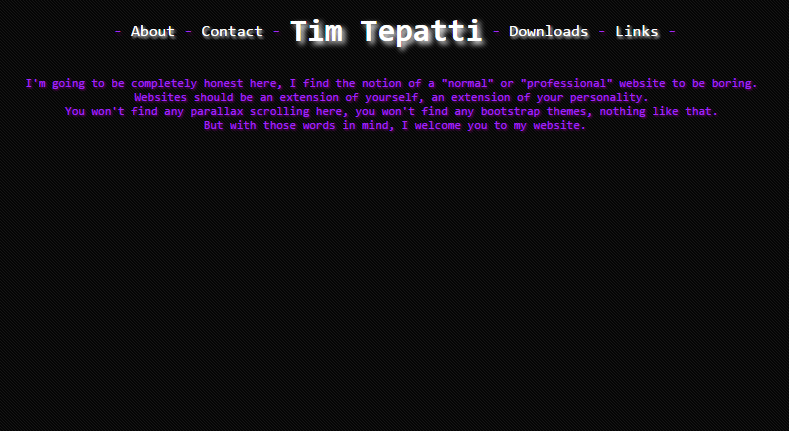 - About - Contact - Tim Tepatti - Downloads - Links -
I'm going to be completely honest here, I find the notion of a "normal" or "professional" website to be boring.
Websites should be an extension of yourself, an extension of your personality.
You won't find any parallax scrolling here, you won't find any bootstrap themes, nothing like that.
But with those words in mind, I welcome you to my website.